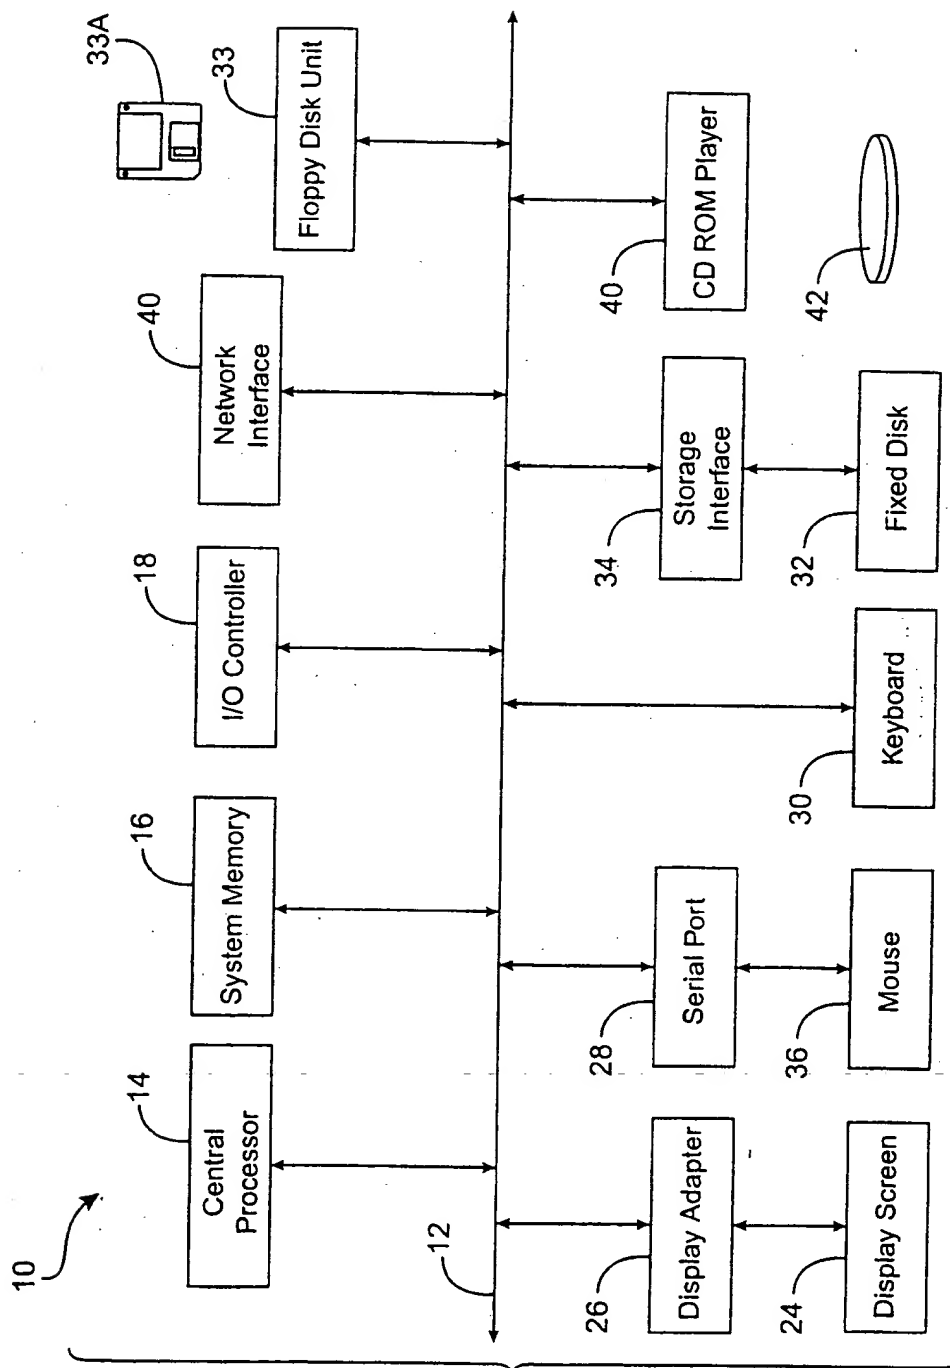 10
14
Central
Processor
16
System Memory
18
I/O Controller
40
Network
Interface
33A
33
Floppy Disk Unit
12
26
Display Adapter
28
Serial Port
34
Storage
Interface
40
CD ROM Player
24
Display Screen
36
Mouse
30
Keyboard
32
Fixed Disk
42